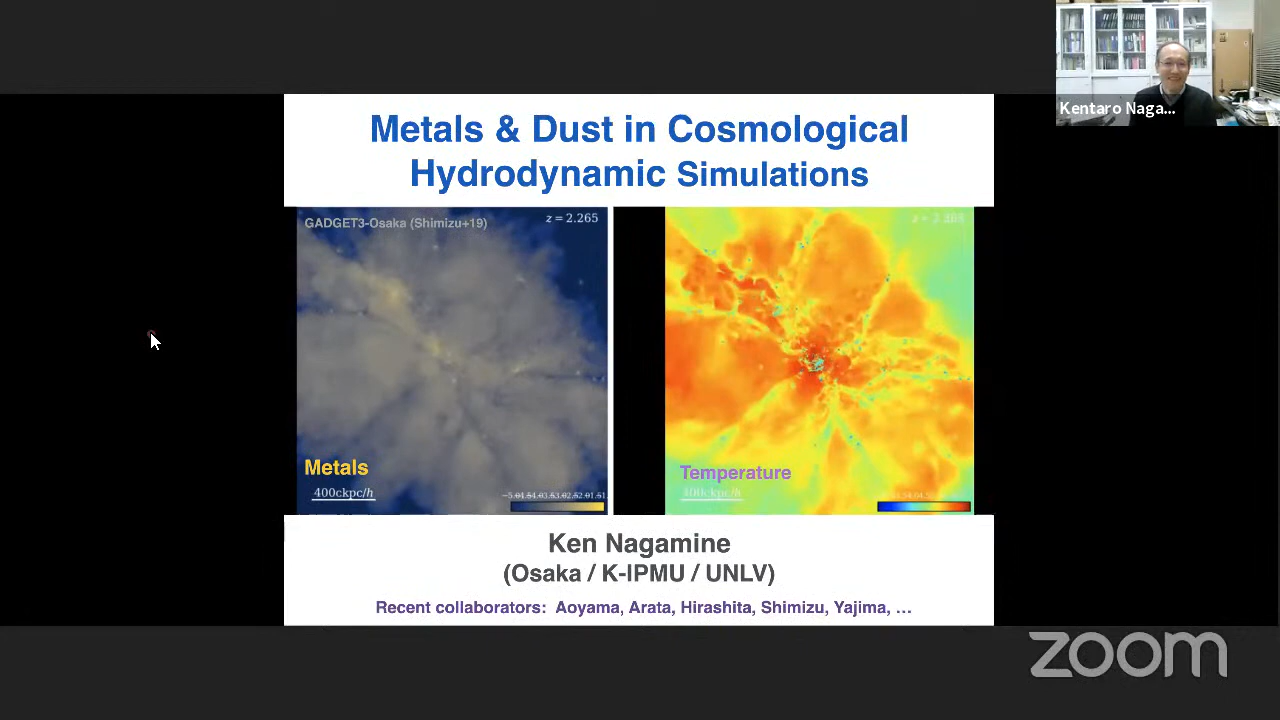 Kentaro Naga...
Metals & Dust in Cosmological
Hydrodynamic Simulations
GADGET3-Osaka (Shimizu+19)
z = 2.265
Metals
400ckpc/h
Temperature
400ckpc/h
Ken Nagamine
(Osaka / K-IPMU / UNLV)
Recent collaborators: Aoyama, Arata, Hirashita, Shimizu, Yajima, …
zoom